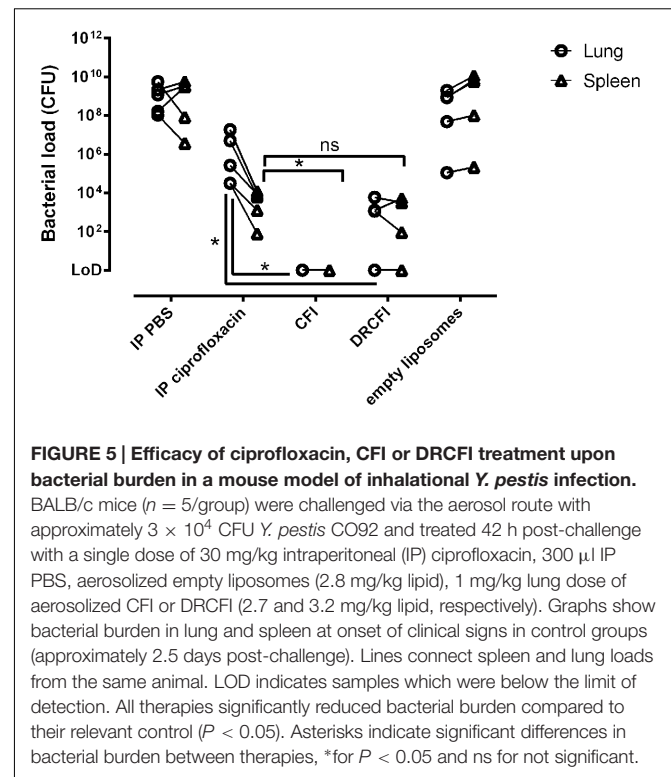 10¹²
10¹⁰
10⁸
10⁶
10⁴
10²
LoD
Bacterial load (CFU)
Lung
Spleen
ns
*
*
*
IP PBS
IP ciprofloxacin
CFI
DRCFI
empty liposomes
FIGURE 5 | Efficacy of ciprofloxacin, CFI or DRCFI treatment upon
bacterial burden in a mouse model of inhalational Y. pestis infection.
BALB/c mice (n = 5/group) were challenged via the aerosol route with
approximately 3 × 10⁴ CFU Y. pestis CO92 and treated 42 h post-challenge
with a single dose of 30 mg/kg intraperitoneal (IP) ciprofloxacin, 300 μl IP
PBS, aerosolized empty liposomes (2.8 mg/kg lipid), 1 mg/kg lung dose of
aerosolized CFI or DRCFI (2.7 and 3.2 mg/kg lipid, respectively). Graphs show
bacterial burden in lung and spleen at onset of clinical signs in control groups
(approximately 2.5 days post-challenge). Lines connect spleen and lung loads
from the same animal. LOD indicates samples which were below the limit of
detection. All therapies significantly reduced bacterial burden compared to
their relevant control (P < 0.05). Asterisks indicate significant differences in
bacterial burden between therapies, *for P < 0.05 and ns for not significant.